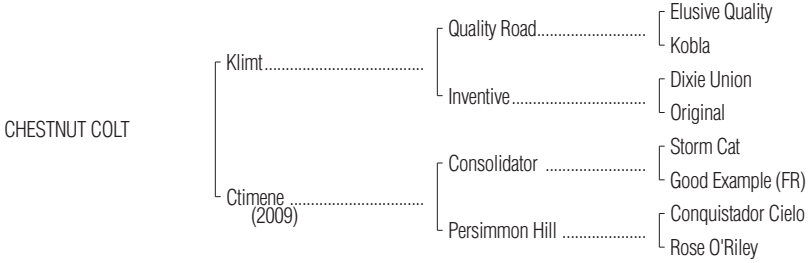 Elusive Quality
Quality Road..........................
Kobla
Klimt......................................
Dixie Union
Inventive................................
Original
CHESTNUT COLT
Storm Cat
Consolidator ........................
Good Example (FR)
Ctimene ................................
(2009)
Conquistador Cielo
Persimmon Hill ....................
Rose O'Riley